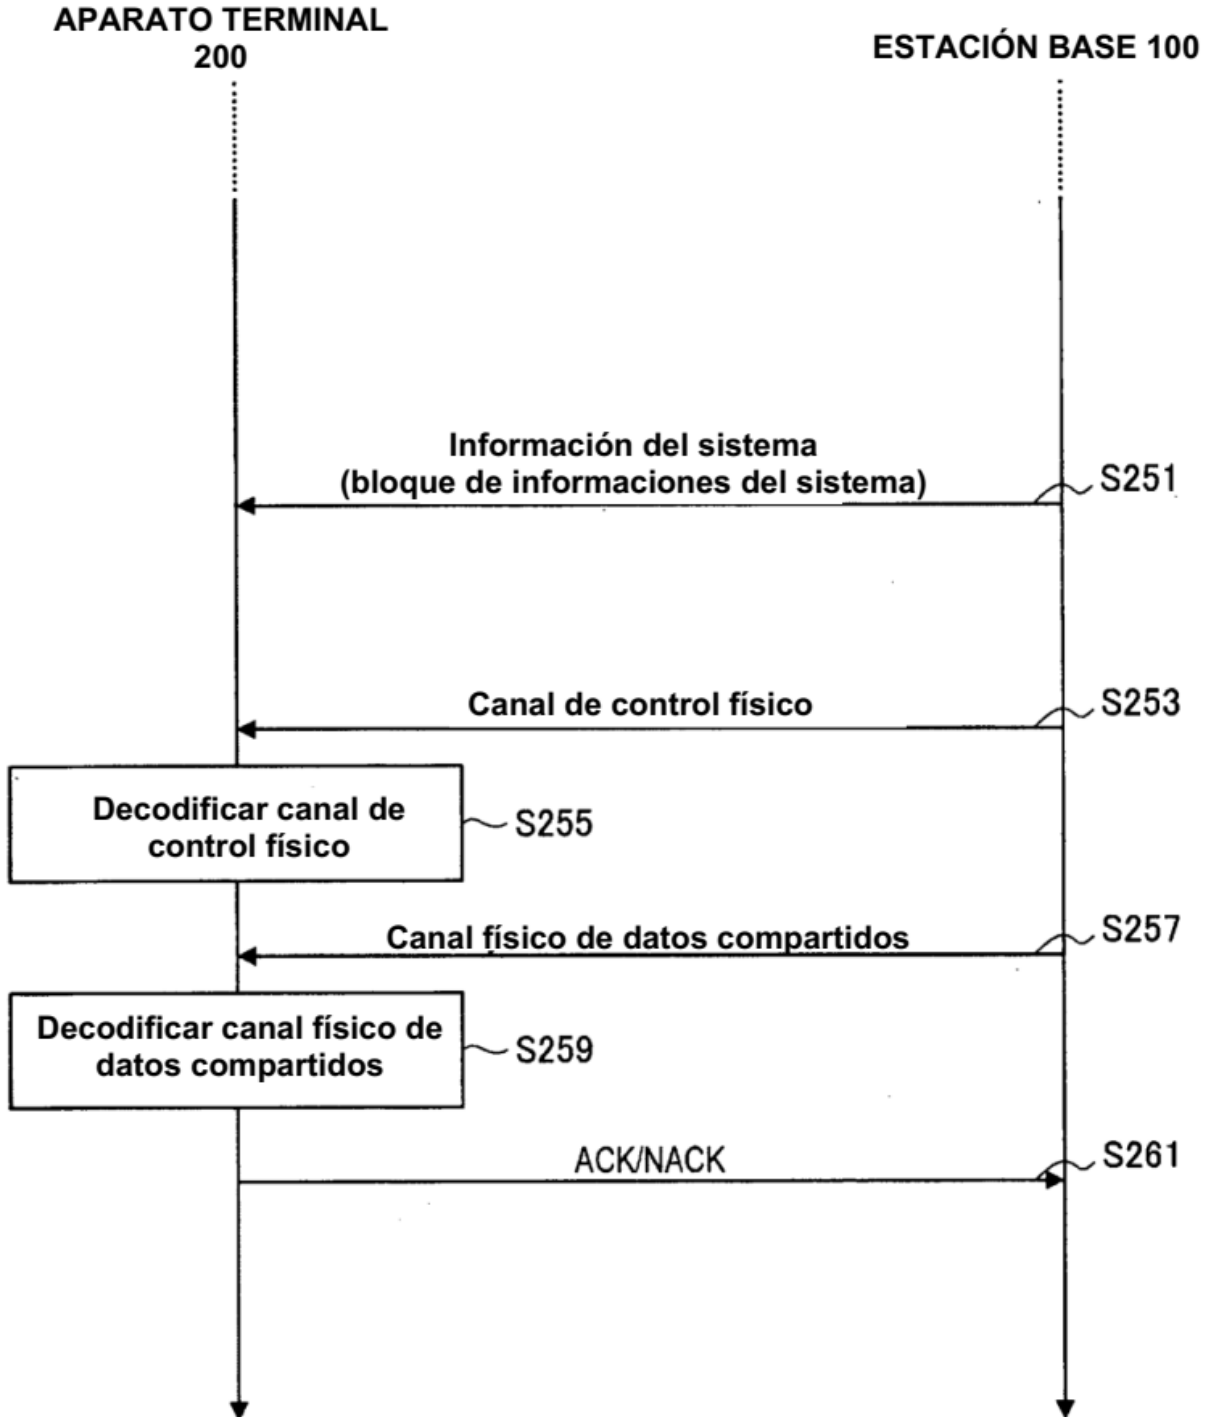 APARATO TERMINAL
200
ESTACIÓN BASE 100
Información del sistema
(bloque de informaciones del sistema)
S251
Canal de control físico
S253
Decodificar canal de
control físico
S255
Canal físico de datos compartidos
S257
Decodificar canal físico de
datos compartidos
S259
ACK/NACK
S261